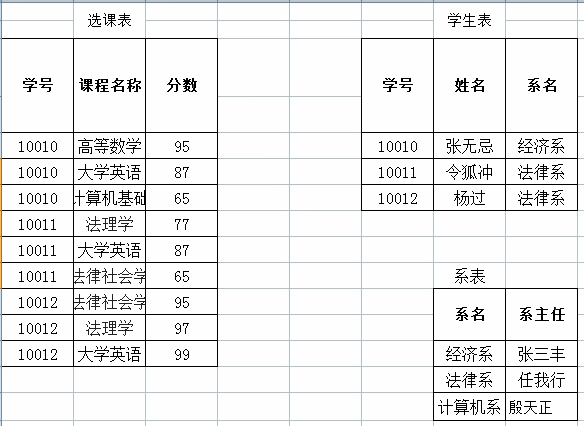 选课表
学号 课程名称 分数
10010 高等数学 95
10010 大学英语 87
10010 计算机基础 65
10011 法理学 77
10011 大学英语 87
10011 法律社会学 65
10012 法律社会学 95
10012 法理学 97
10012 大学英语 99
学生表
学号 姓名 系名
10010 张无忌 经济系
10011 令狐冲 法律系
10012 杨过 法律系
系表
系名 系主任
经济系 张三丰
法律系 任我行
计算机系 殷天正